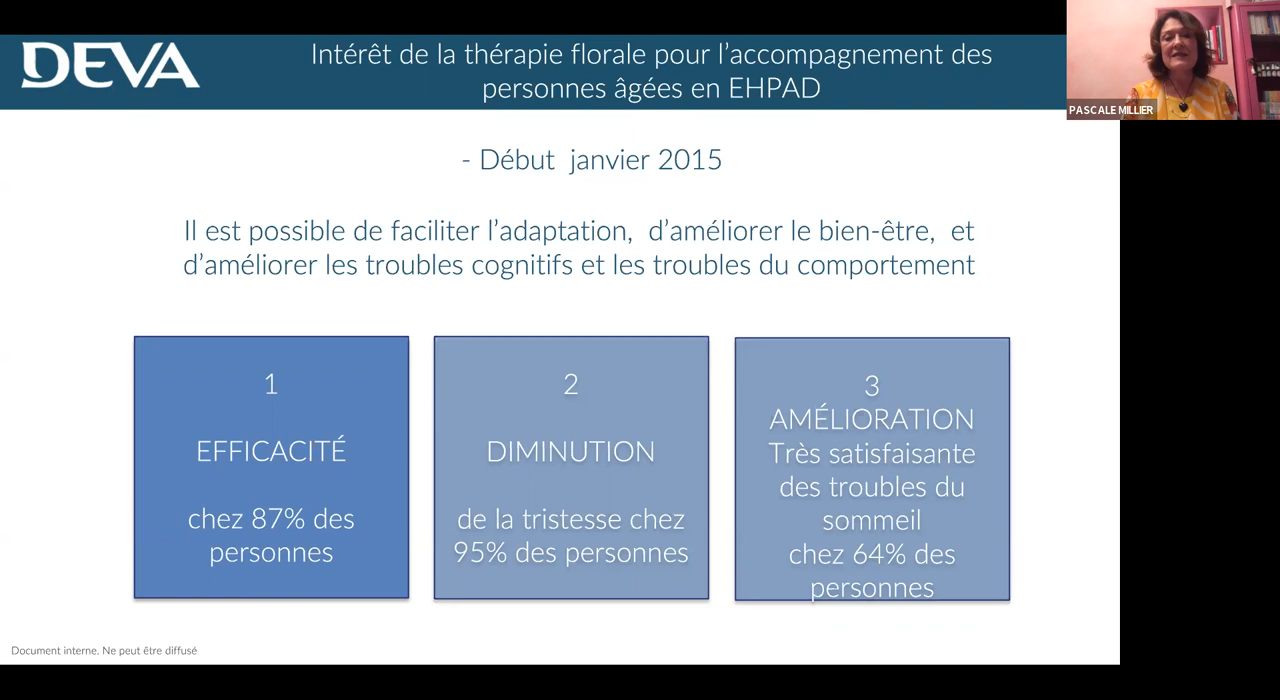 DEVA
Intérêt de la thérapie florale pour l’accompagnement des
personnes âgées en EHPAD
PASCALE MILLIER
- Début janvier 2015
Il est possible de faciliter l’adaptation, d’améliorer le bien-être, et
d’améliorer les troubles cognitifs et les troubles du comportement
1
EFFICACITÉ
chez 87% des
personnes
2
DIMINUTION
de la tristesse chez
95% des personnes
3
AMÉLIORATION
Très satisfaisante
des troubles du
sommeil
chez 64% des
personnes
Document interne. Ne peut être diffusé